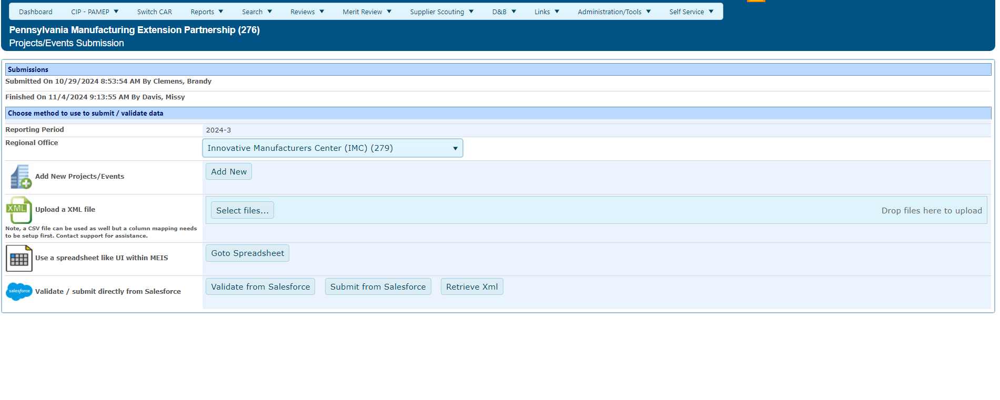 Dashboard CIP - PAMEP Switch CAR Reports Search Reviews Merit Review Supplier Scouting D&B Links Administration/Tools Self Service
Pennsylvania Manufacturing Extension Partnership (276)
Projects/Events Submission
Submissions
Submitted On 10/29/2024 8:53:54 AM By Clemens, Brandy
Finished On 11/4/2024 9:13:55 AM By Davis, Missy
Choose method to use to submit / validate data
Reporting Period 2024-3
Regional Office Innovative Manufacturers Center (IMC) (279)
Add New Projects/Events Add New
XML Upload a XML file Select files... Drop files here to upload
Note, a CSV file can be used as well but a column mapping needs
to be setup first. Contact support for assistance.
Use a spreadsheet like UI within MEIS Goto Spreadsheet
salesforce Validate / submit directly from Salesforce Validate from Salesforce Submit from Salesforce Retrieve Xml